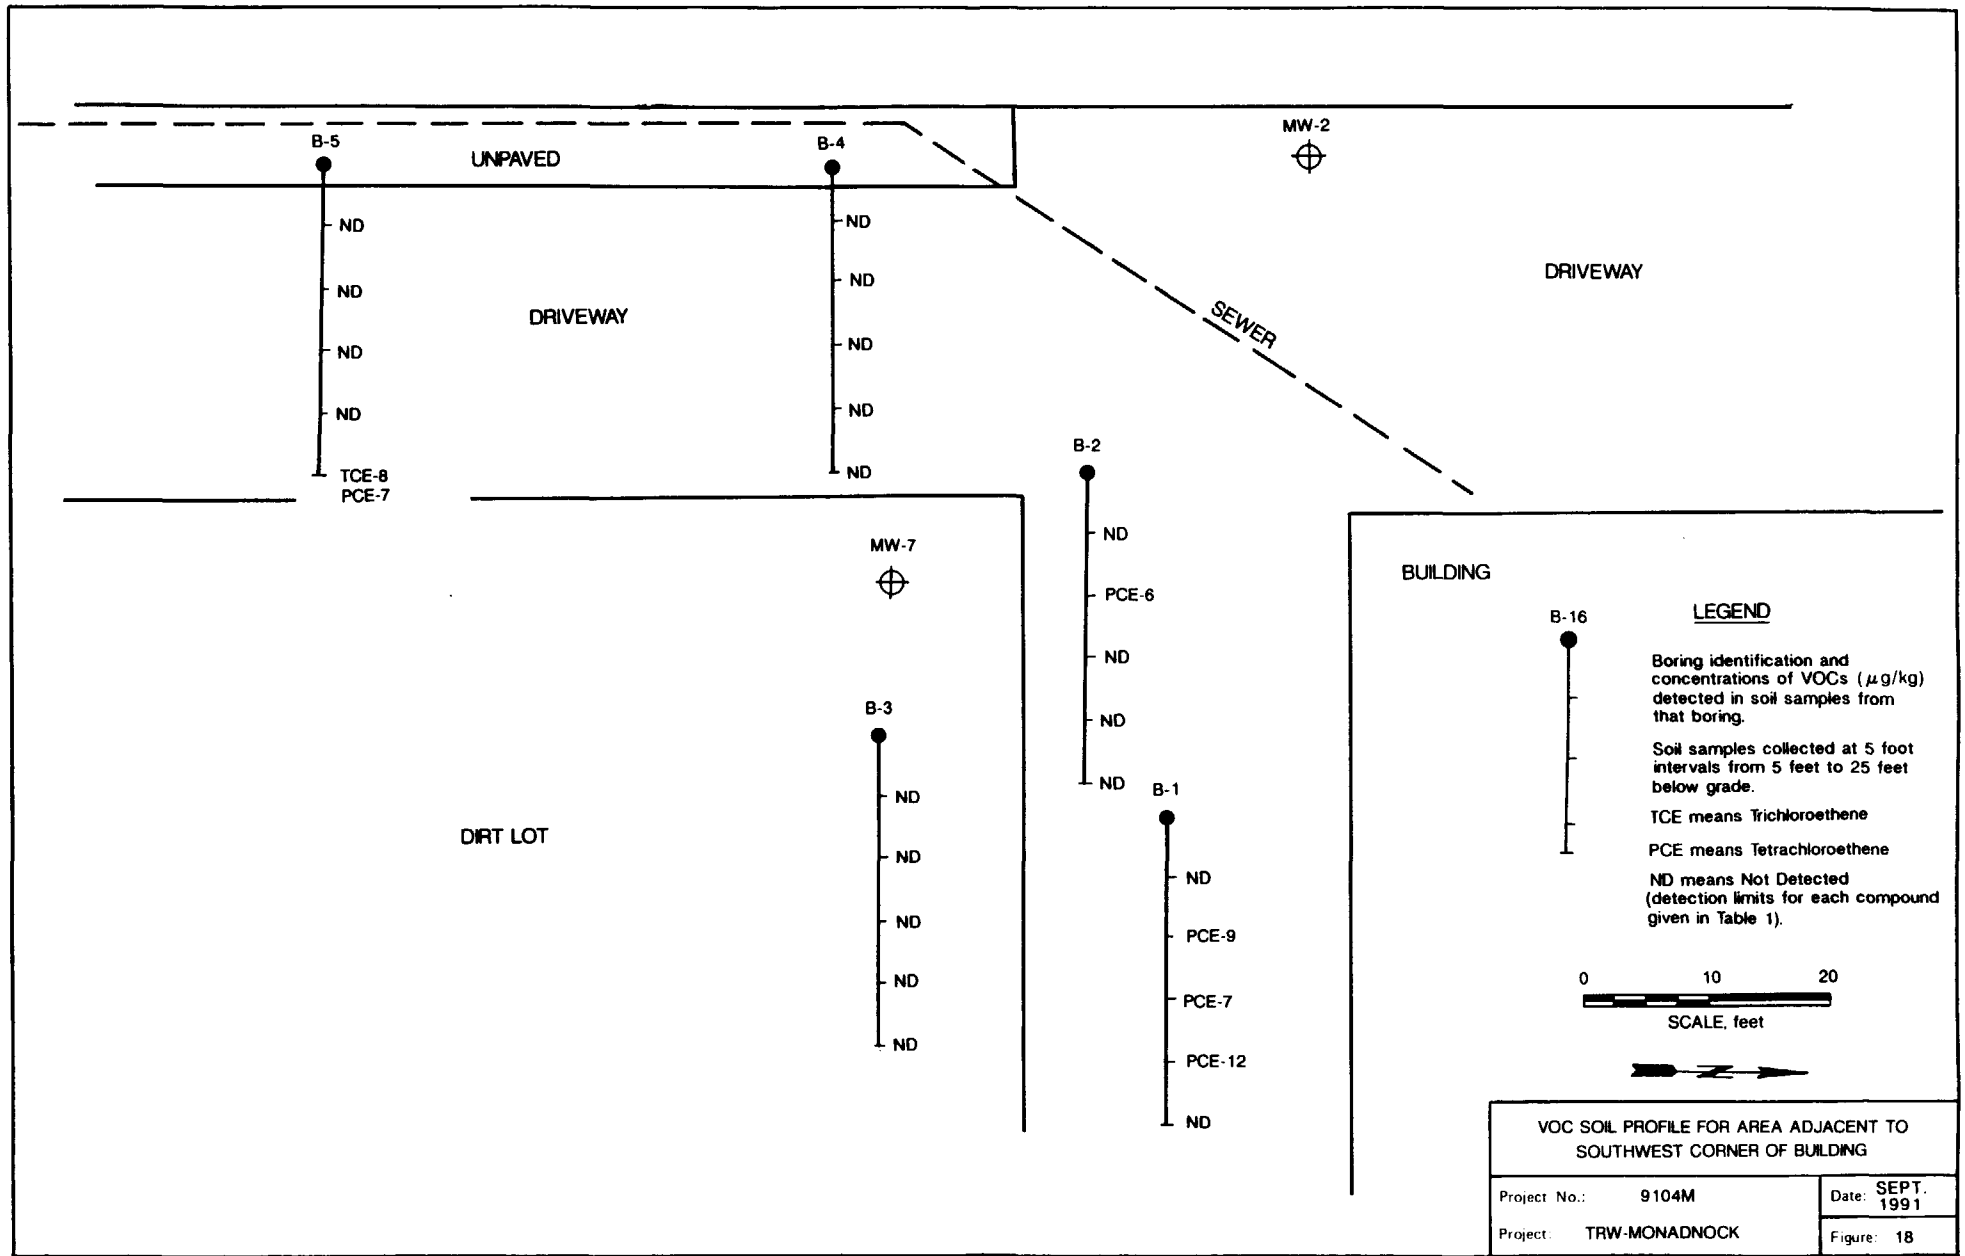 B-5
UNPAVED
B-4
MW-2
ND
ND
ND
ND
TCE-8
PCE-7
DRIVEWAY
ND
ND
ND
ND
ND
SEWER
DRIVEWAY
B-2
ND
PCE-6
ND
ND
ND
MW-7
B-3
ND
ND
ND
ND
ND
DIRT LOT
B-1
ND
PCE-9
PCE-7
PCE-12
ND
BUILDING
B-16
LEGEND
Boring identification and
concentrations of VOCs (μg/kg)
detected in soil samples from
that boring.
Soil samples collected at 5 foot
intervals from 5 feet to 25 feet
below grade.
TCE means Trichloroethene
PCE means Tetrachloroethene
ND means Not Detected
(detection limits for each compound
given in Table 1).
0 10 20
SCALE, feet
N
VOC SOIL PROFILE FOR AREA ADJACENT TO
SOUTHWEST CORNER OF BUILDING
Project No.: 9104M
Date: SEPT.
1991
Project: TRW-MONADNOCK
Figure: 18